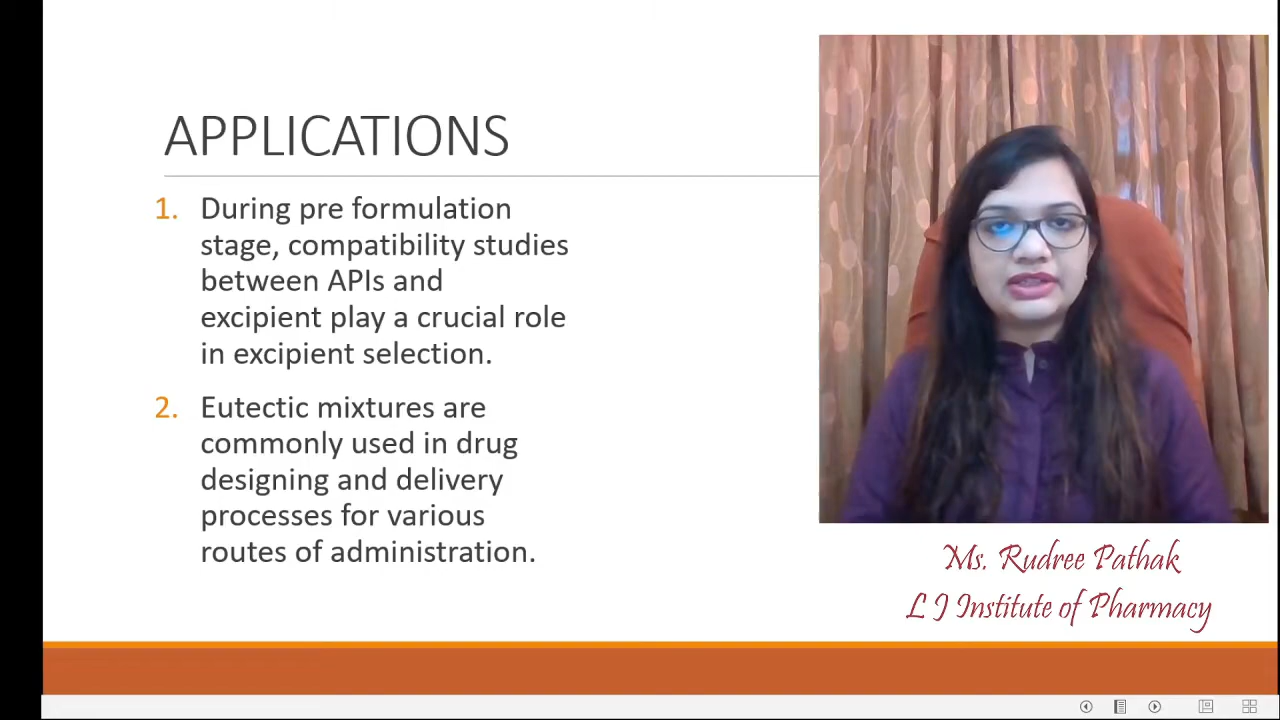 APPLICATIONS
1. During pre formulation
stage, compatibility studies
between APIs and
excipient play a crucial role
in excipient selection.
2. Eutectic mixtures are
commonly used in drug
designing and delivery
processes for various
routes of administration.
Ms. Rudree Pathak
L J Institute of Pharmacy